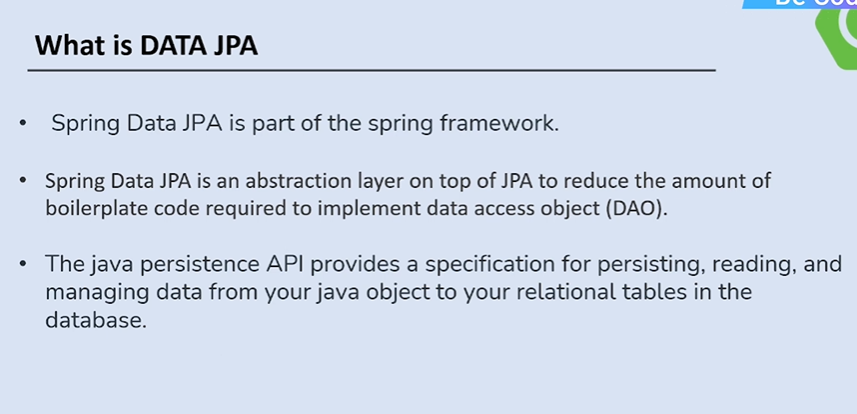 What is DATA JPA
• Spring Data JPA is part of the spring framework.
• Spring Data JPA is an abstraction layer on top of JPA to reduce the amount of
boilerplate code required to implement data access object (DAO).
• The java persistence API provides a specification for persisting, reading, and
managing data from your java object to your relational tables in the
database.